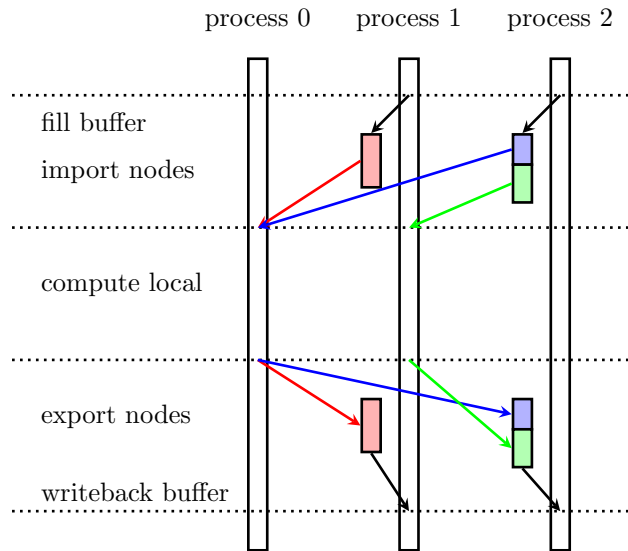 process 0 process 1 process 2
fill buffer
import nodes
compute local
export nodes
writeback buffer